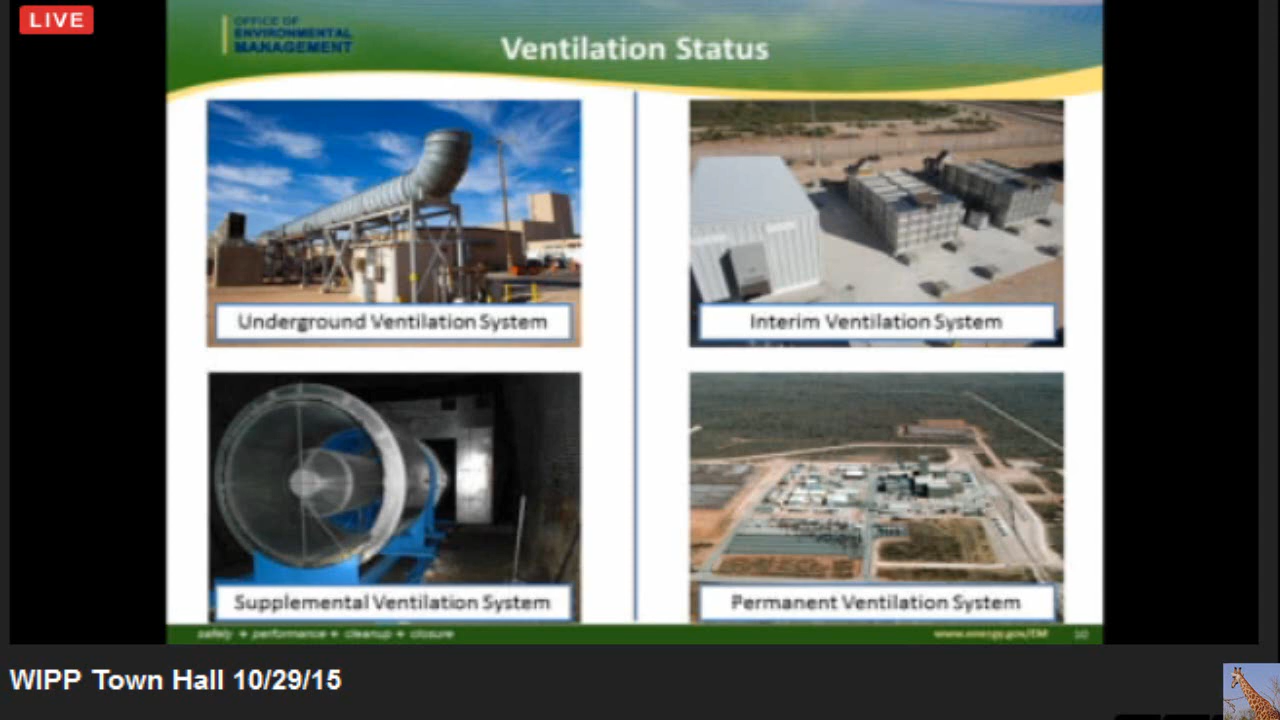 LIVE
OFFICE OF
ENVIRONMENTAL
MANAGEMENT
Ventilation Status
Underground Ventilation System
Interim Ventilation System
Supplemental Ventilation System
Permanent Ventilation System
safety + performance + cleanup + closure
www.energy.gov/EM 10
WIPP Town Hall 10/29/15